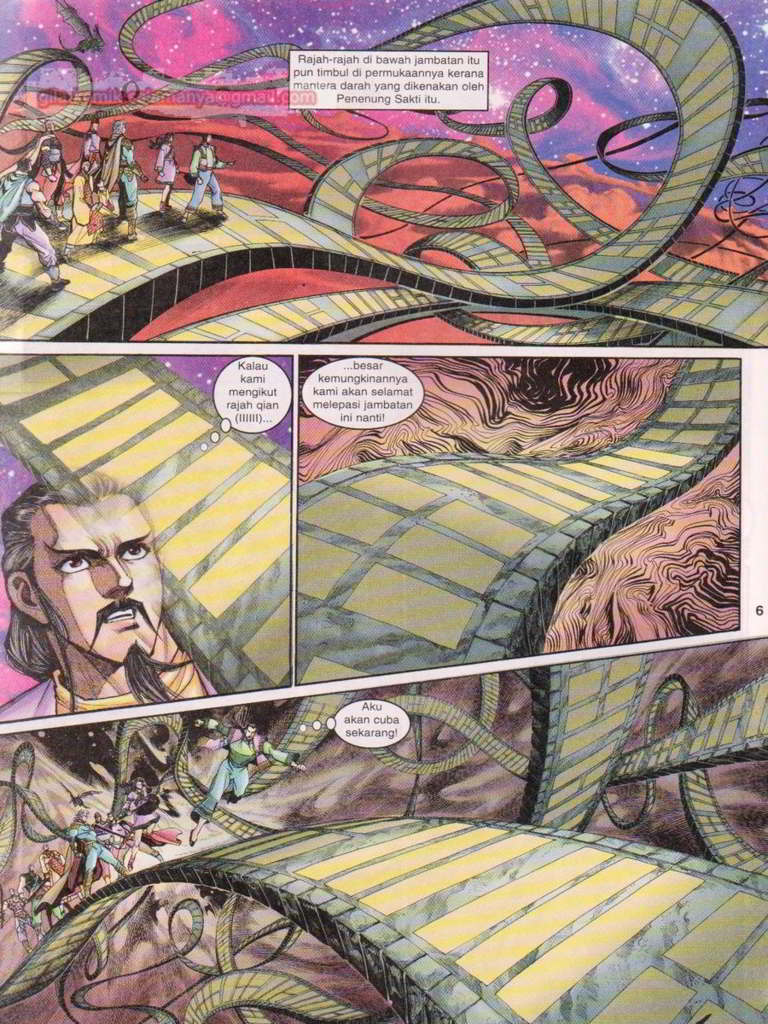 Rajah-rajah di bawah jambatan itu
pun timbul di permukaannya kerana
mantera darah yang dikenakan oleh
Penenung Sakti itu.
Kalau
kami
mengikut
rajah qian
(IIIIII)...
...besar
kemungkinannya
kami akan selamat
melepasi jambatan
ini nanti!
6
Aku
akan cuba
sekarang!